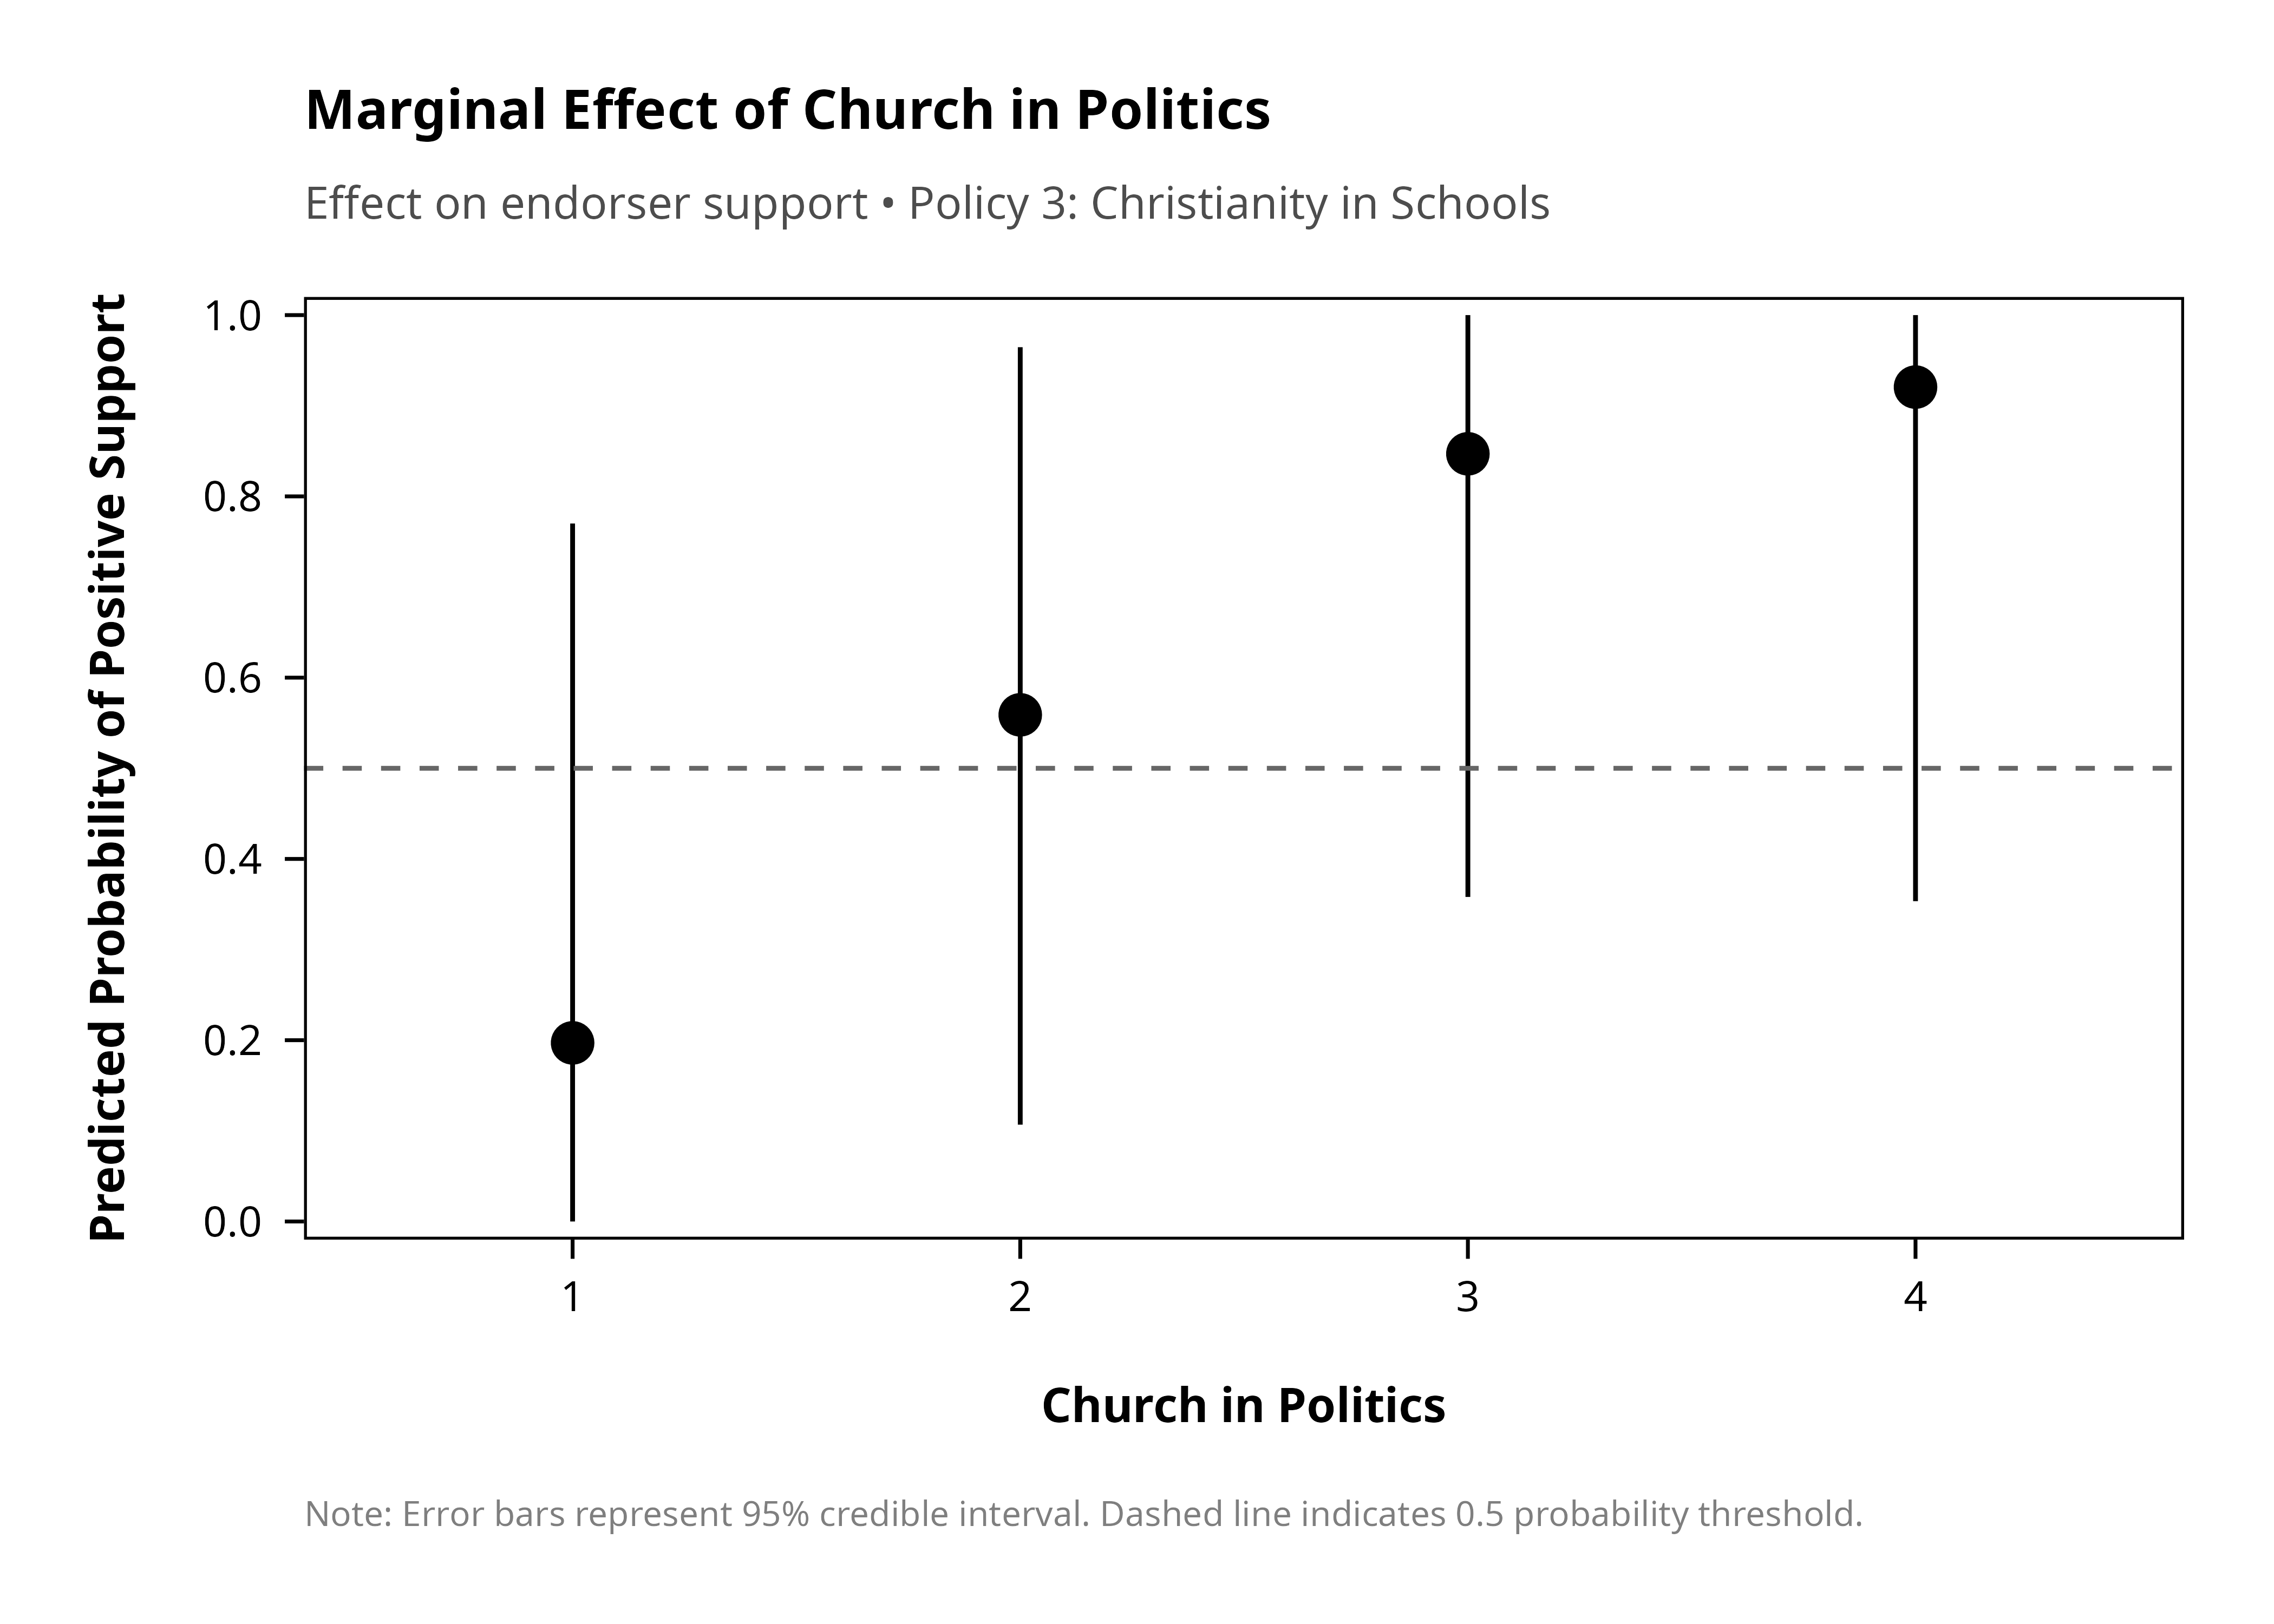 Marginal Effect of Church in Politics
Effect on endorser support • Policy 3: Christianity in Schools
Predicted Probability of Positive Support
1.0
0.8
0.6
0.4
0.2
0.0
1 2 3 4
Church in Politics
Note: Error bars represent 95% credible interval. Dashed line indicates 0.5 probability threshold.